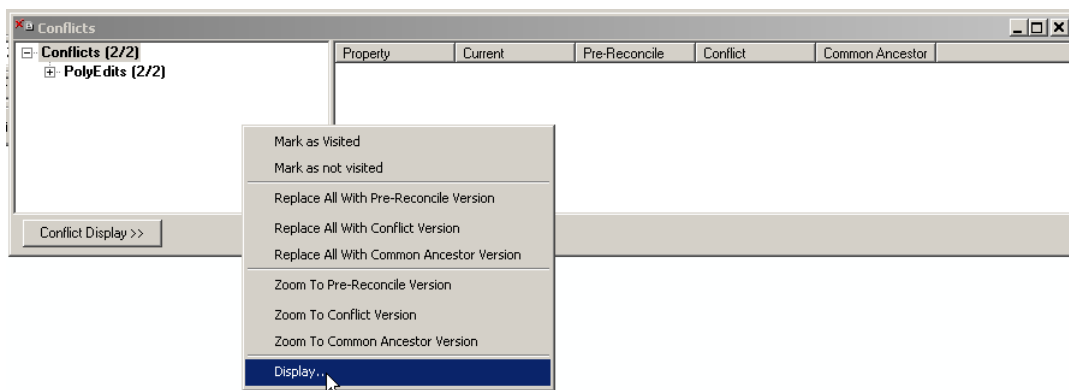 Conflicts
Conflicts (2/2)
PolyEdits (2/2)
Property Current Pre-Reconcile Conflict Common Ancestor
Mark as Visited
Mark as not visited
Replace All With Pre-Reconcile Version
Replace All With Conflict Version
Replace All With Common Ancestor Version
Zoom To Pre-Reconcile Version
Zoom To Conflict Version
Zoom To Common Ancestor Version
Display...
Conflict Display >>